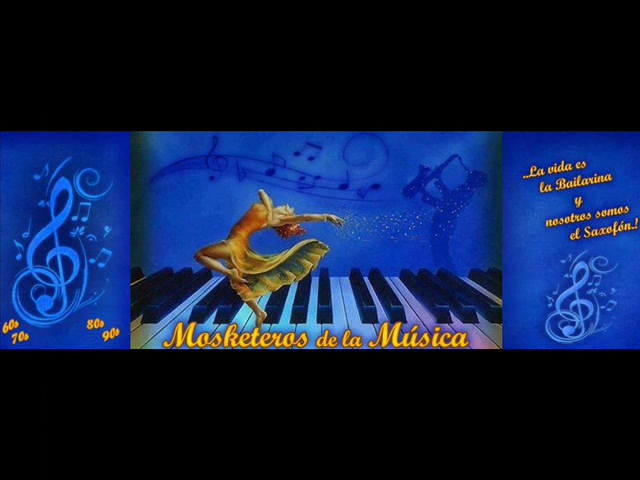 60s
70s
80s
90s
Mosketeros de la Música
..La vida es
la Bailarina
y
nosotros somos
el Saxofón.!